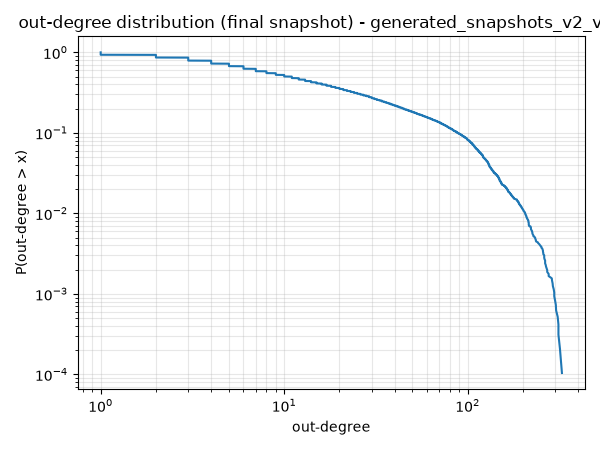 out-degree distribution (final snapshot) - generated_snapshots_v2_v
10⁰
10⁻¹
10⁻²
10⁻³
10⁻⁴
P(out-degree > x)
10⁰ 10¹ 10²
out-degree